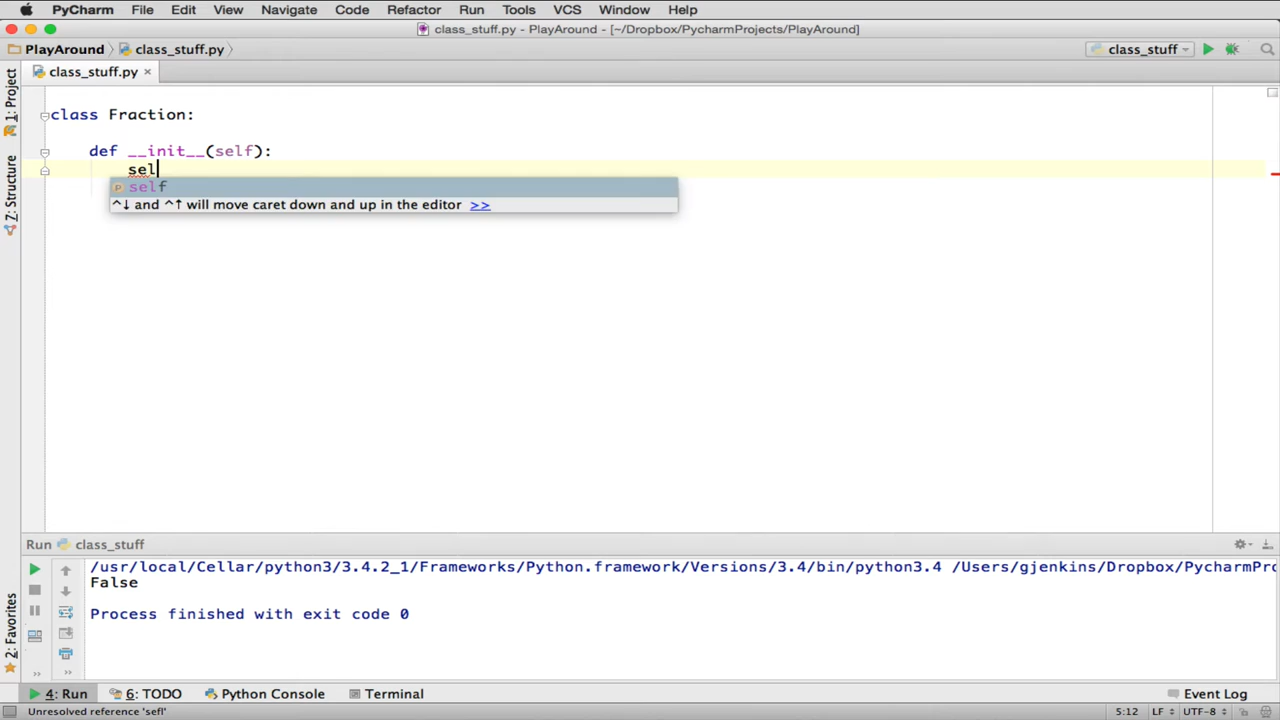 PyCharm File Edit View Navigate Code Refactor Run Tools VCS Window Help
class_stuff.py - PlayAround - [~/Dropbox/PycharmProjects/PlayAround]
PlayAround class_stuff.py class_stuff
class_stuff.py ×
1: Project
Z: Structure
2: Favorites
class Fraction:
def __init__(self):
sel
p self
^↓ and ^↑ will move caret down and up in the editor >>
Run class_stuff
/usr/local/Cellar/python3/3.4.2_1/Frameworks/Python.framework/Versions/3.4/bin/python3.4 /Users/gjenkins/Dropbox/PycharmPro
False
Process finished with exit code 0
4: Run 6: TODO Python Console Terminal Event Log
Unresolved reference 'sefl' 5:12 LF UTF-8